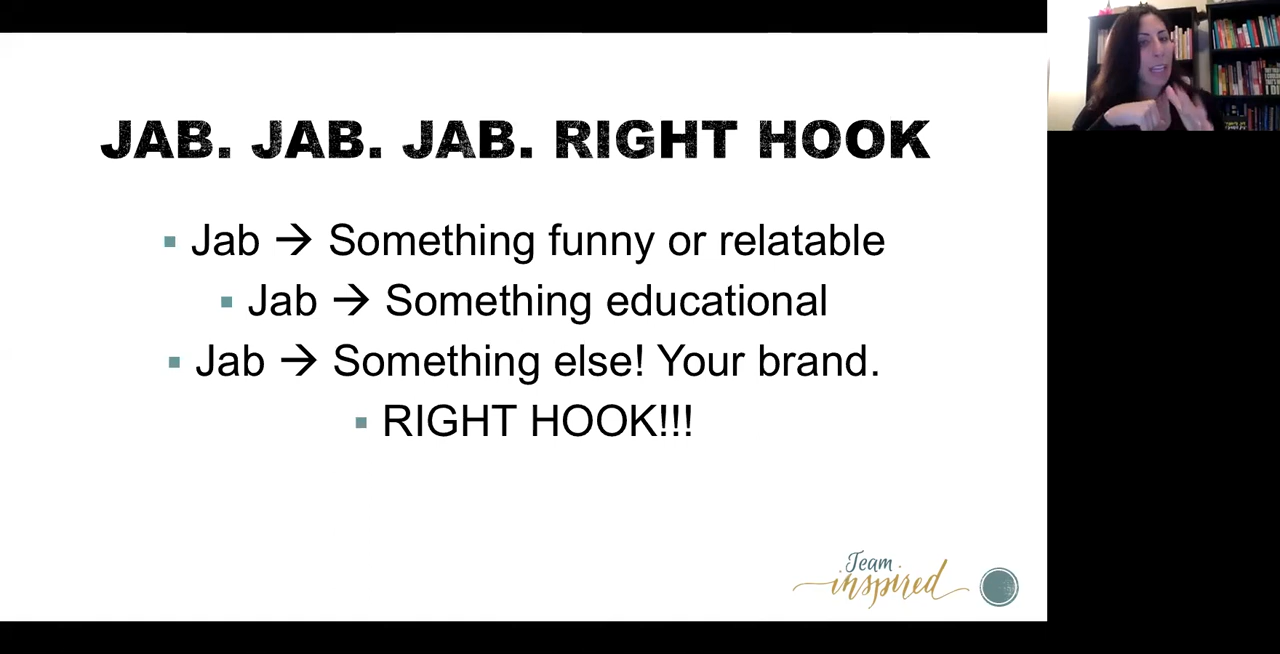 JAB. JAB. JAB. RIGHT HOOK
▪ Jab → Something funny or relatable
▪ Jab → Something educational
▪ Jab → Something else! Your brand.
▪ RIGHT HOOK!!!
Team
inspired